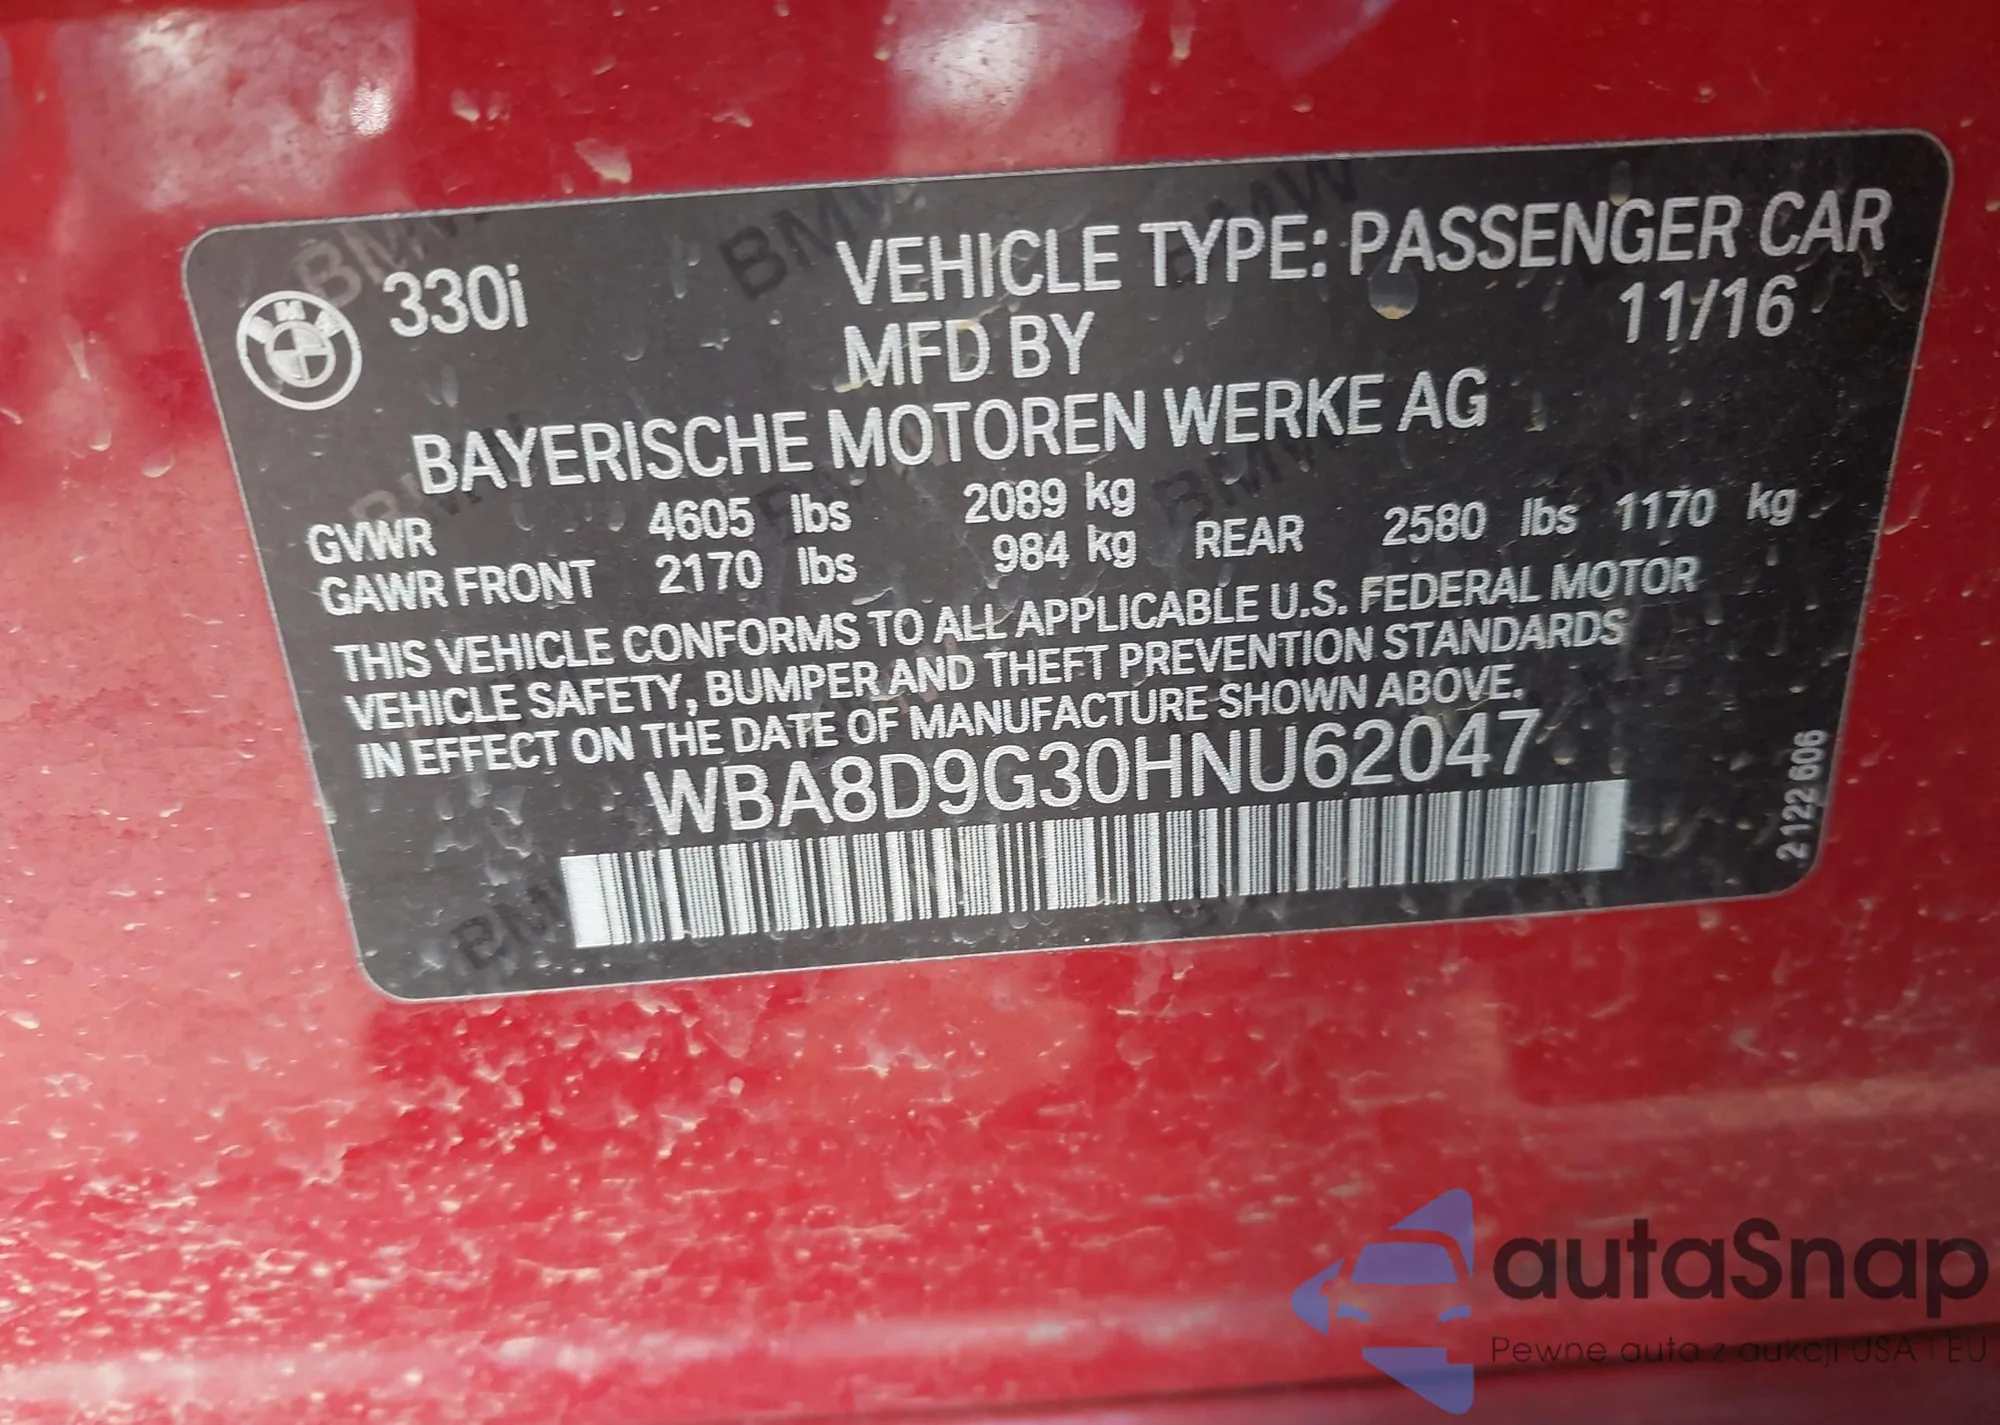 330i
VEHICLE TYPE: PASSENGER CAR
MFD BY 11/16
BAYERISCHE MOTOREN WERKE AG
GVWR 4605 lbs 2089 kg
GAWR FRONT 2170 lbs 984 kg REAR 2580 lbs 1170 kg
THIS VEHICLE CONFORMS TO ALL APPLICABLE U.S. FEDERAL MOTOR
VEHICLE SAFETY, BUMPER AND THEFT PREVENTION STANDARDS
IN EFFECT ON THE DATE OF MANUFACTURE SHOWN ABOVE.
WBA8D9G30HNU62047
2122 606
autaSnap
Pewne auta z aukcji USA i EU